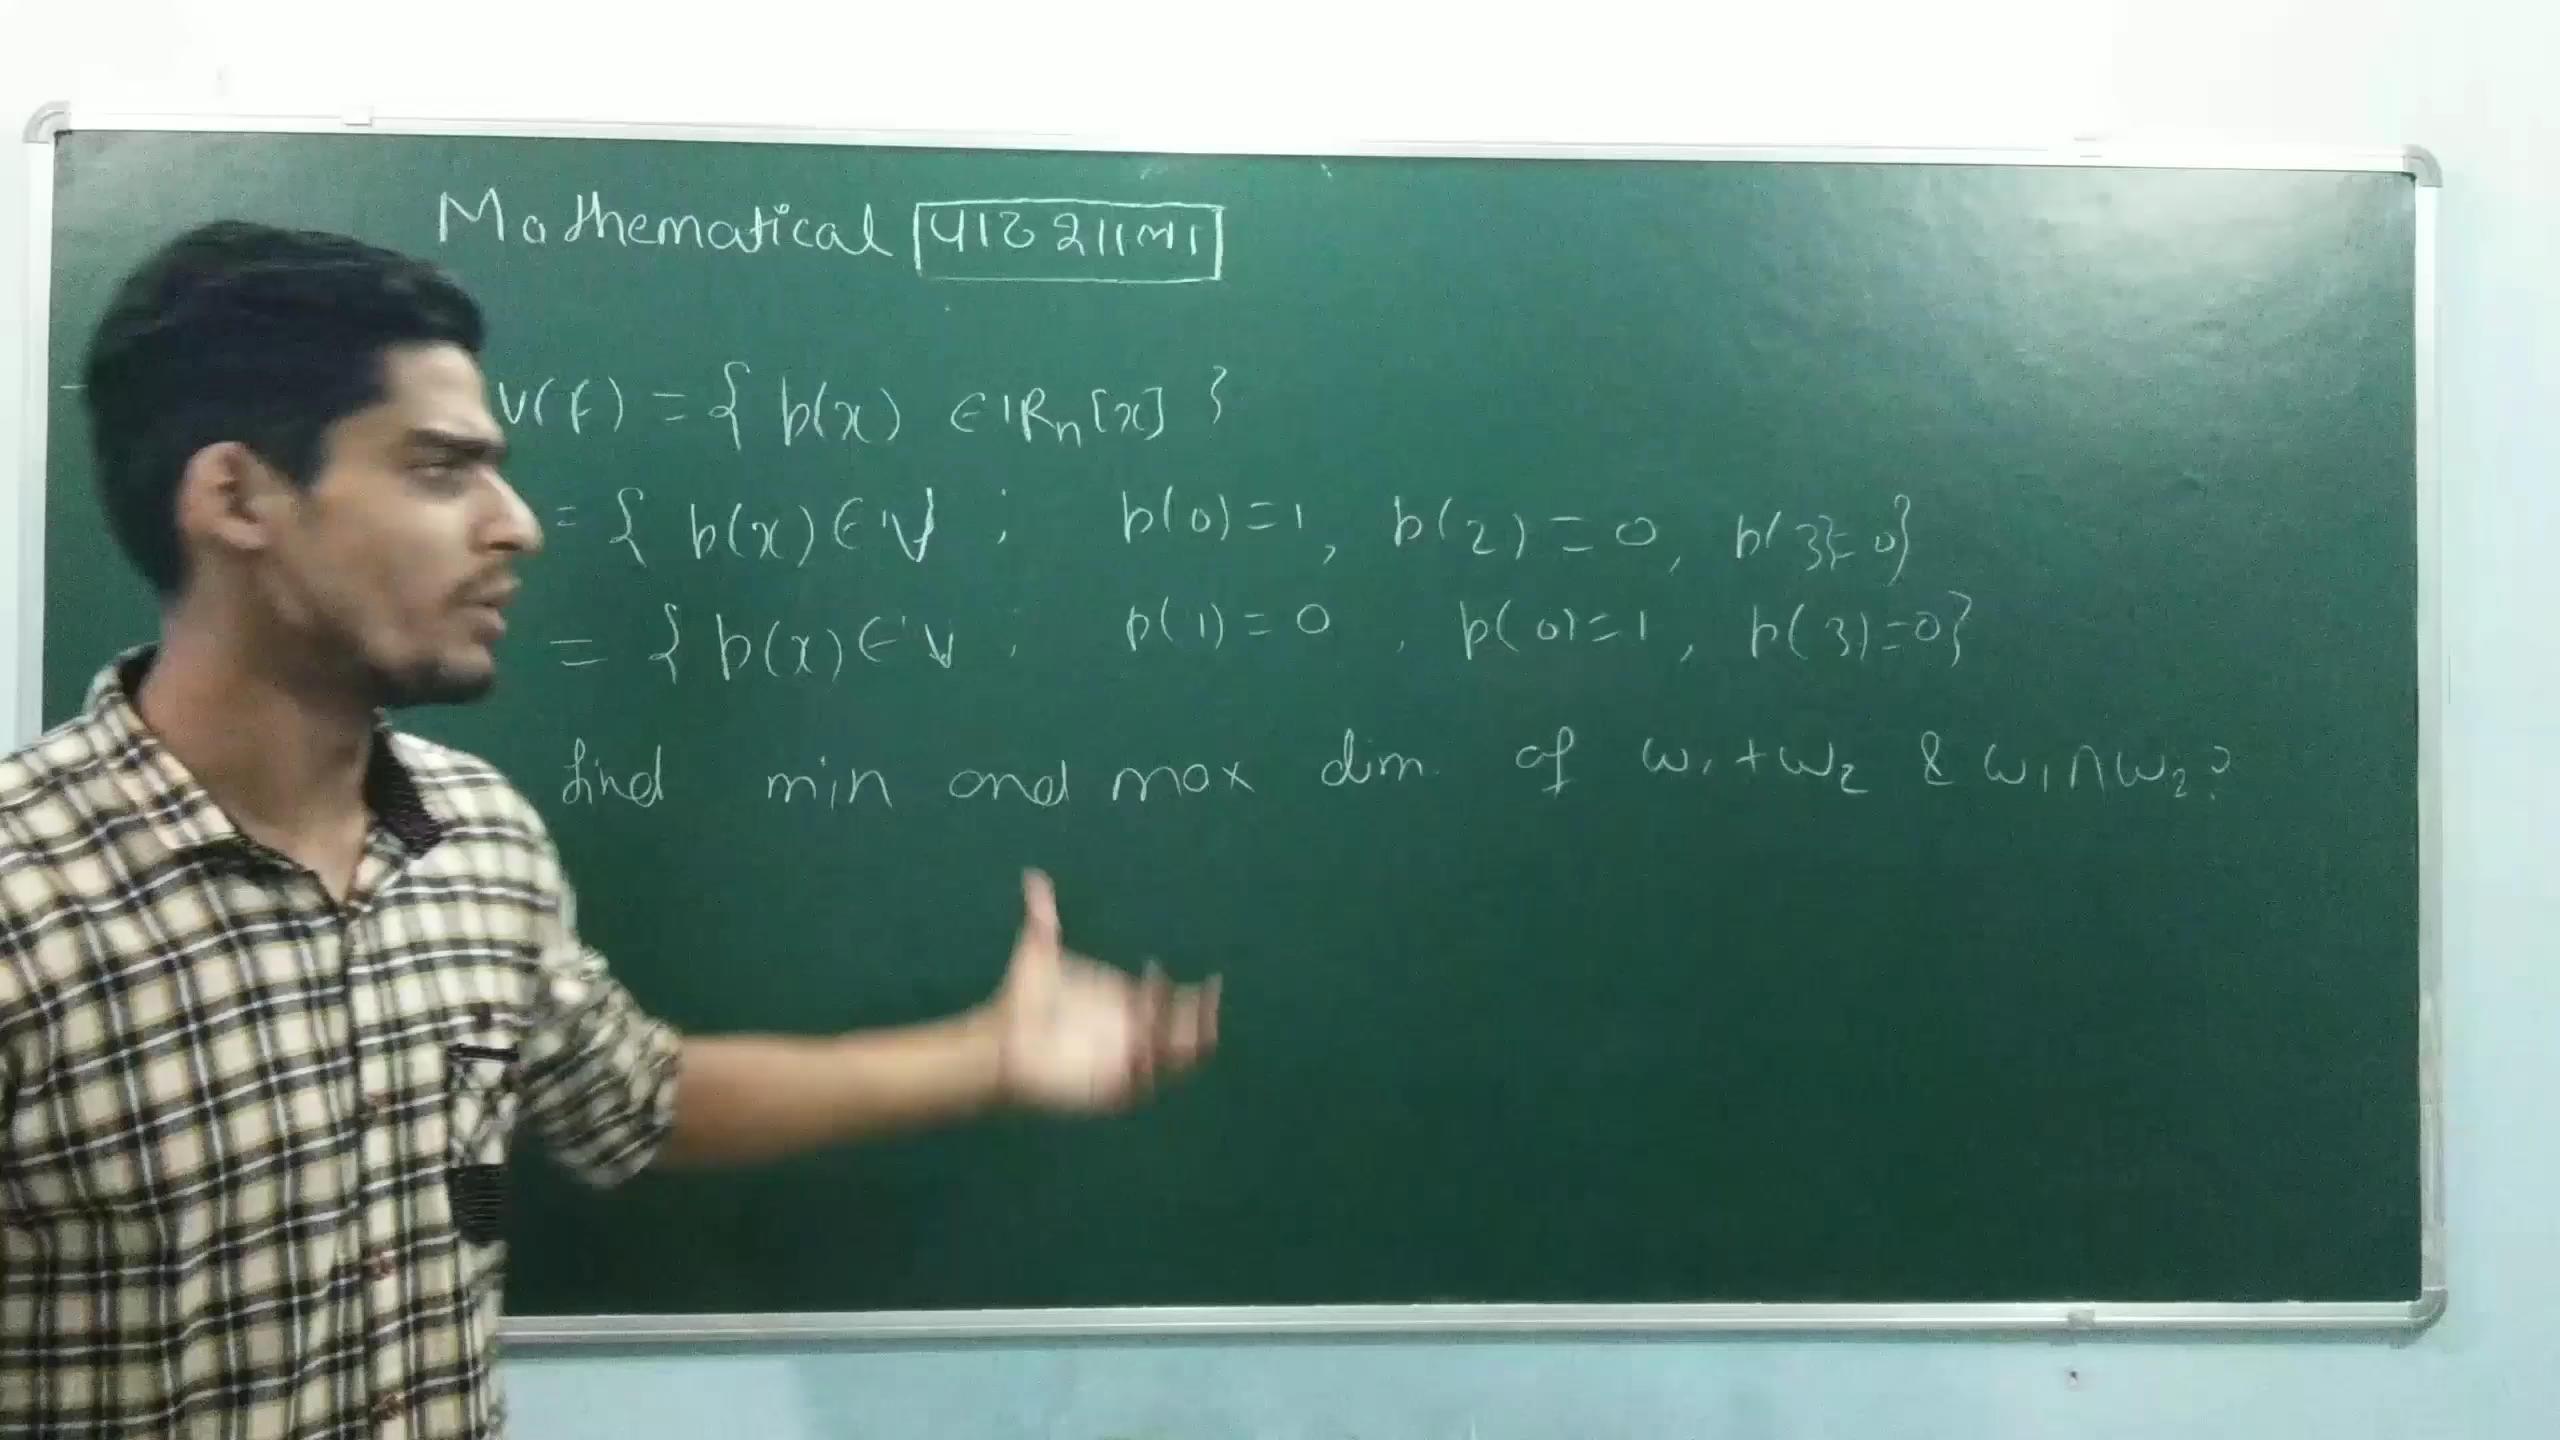 Mathematical पाठशाला
V(F) = { p(x) ∈ IRn[x] }
= { p(x) ∈ V ; p(0)=1, p(2)=0, p(3)=0}
= { p(x) ∈ V ; p(1)=0, p(0)=1, p(3)=0}
find min and max dim. of W1+W2 & W1∩W2?